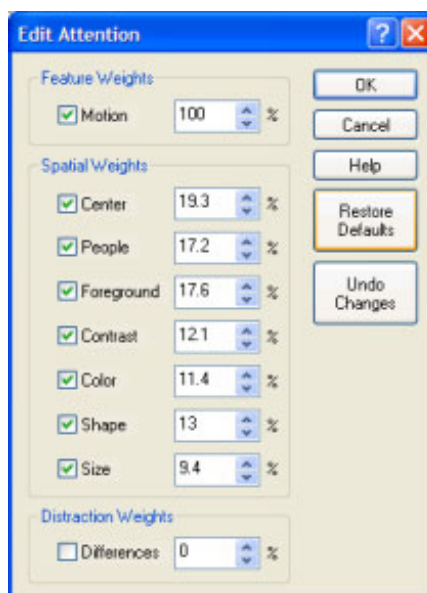 Edit Attention
Feature Weights
Motion 100 %
Spatial Weights
Center 19.3 %
People 17.2 %
Foreground 17.6 %
Contrast 12.1 %
Color 11.4 %
Shape 13 %
Size 9.4 %
Distraction Weights
Differences 0 %
OK
Cancel
Help
Restore
Defaults
Undo
Changes